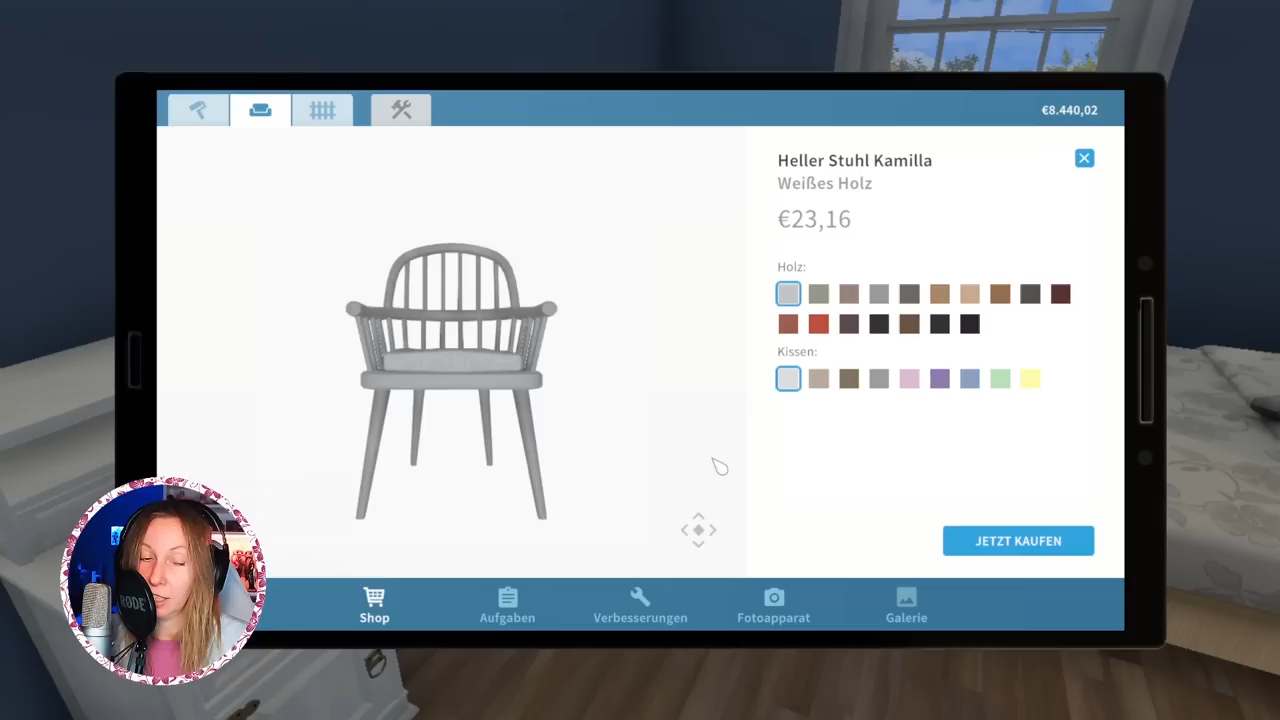 €8.440,02
Heller Stuhl Kamilla
Weißes Holz
€23,16
Holz:
Kissen:
JETZT KAUFEN
Shop
Aufgaben
Verbesserungen
Fotoapparat
Galerie
RØDE